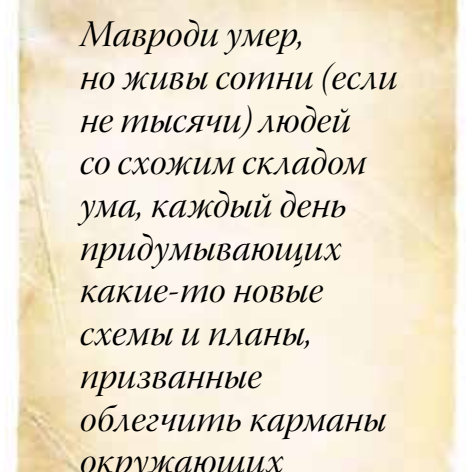 Мавроди умер,
но живы сотни (если
не тысячи) людей
со схожим складом
ума, каждый день
придумывающих
какие-то новые
схемы и планы,
призванные
облегчить карманы
окружающих